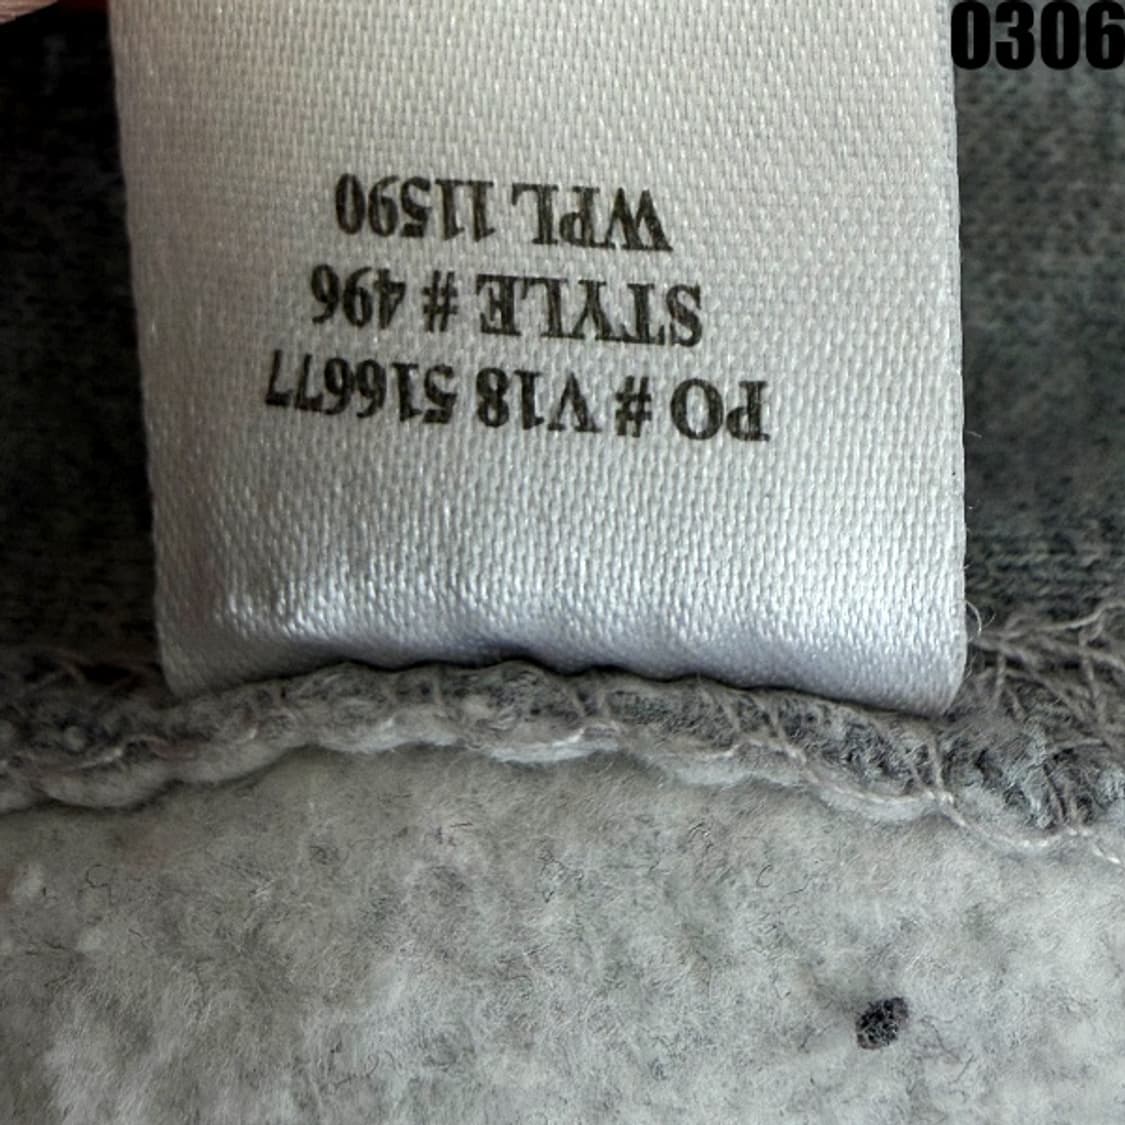 0306
PO # V18 516677
STYLE # 496
WPL 11590